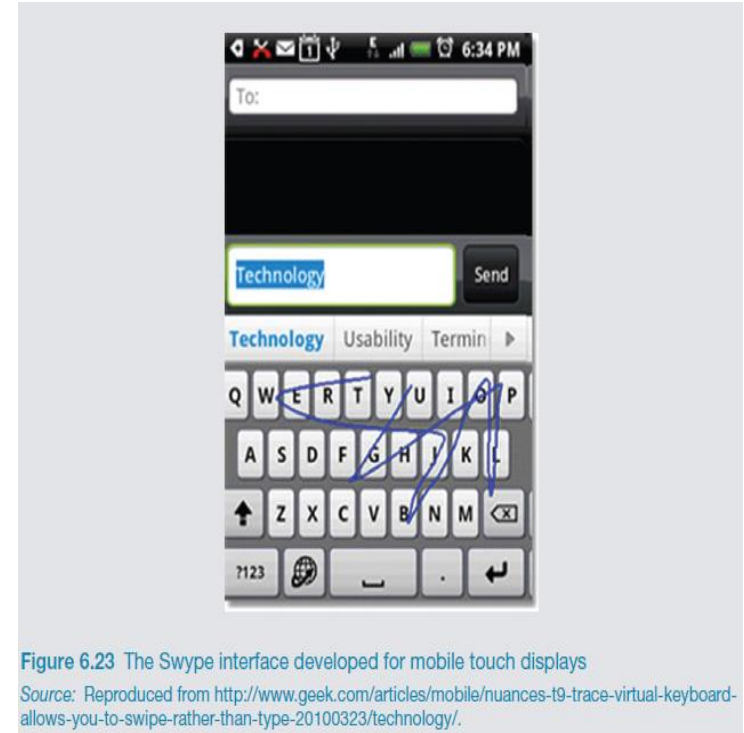 1 6:34 PM
To:
Technology Send
Technology Usability Termin
Q W E R T Y U I O P
A S D F G H J K L
Z X C V B N M
?123 .
Figure 6.23 The Swype interface developed for mobile touch displays
Source: Reproduced from http://www.geek.com/articles/mobile/nuances-t9-trace-virtual-keyboard-
allows-you-to-swipe-rather-than-type-20100323/technology/.